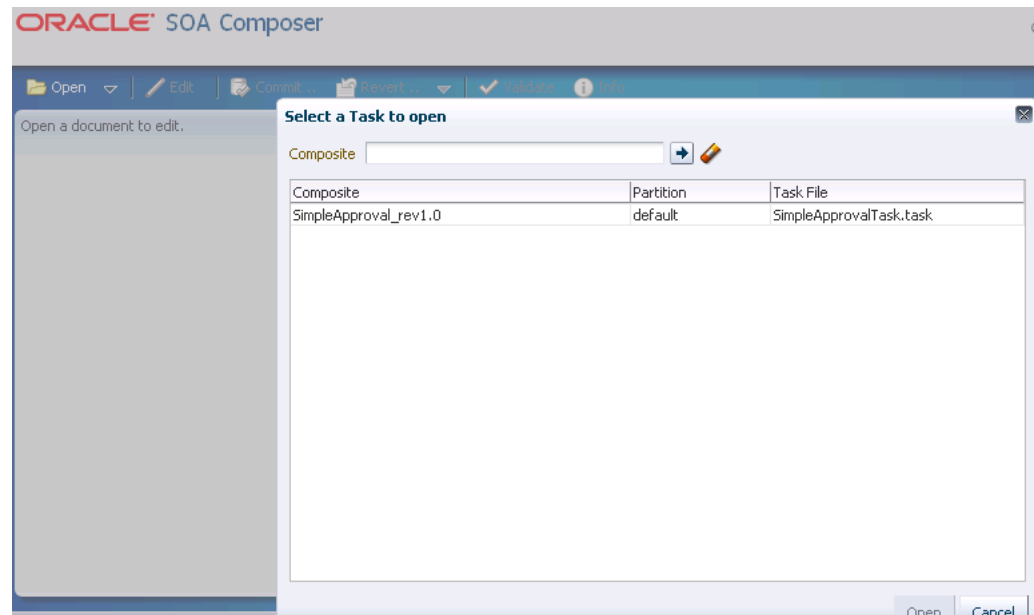 ORACLE SOA Composer
Open Edit Commit... Revert... Validate Info
Open a document to edit.
Select a Task to open
Composite
Composite Partition Task File
SimpleApproval_rev1.0 default SimpleApprovalTask.task
Open Cancel